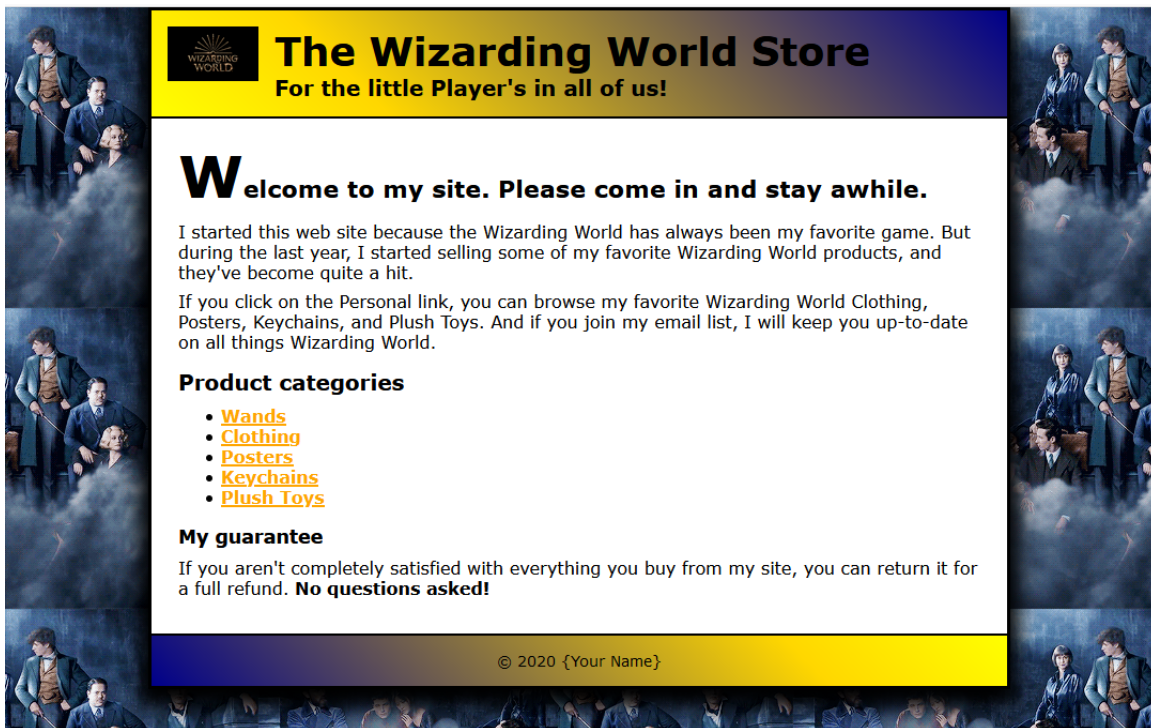 WIZARDING
WORLD
The Wizarding World Store
For the little Player's in all of us!
Welcome to my site. Please come in and stay awhile.
I started this web site because the Wizarding World has always been my favorite game. But
during the last year, I started selling some of my favorite Wizarding World products, and
they've become quite a hit.
If you click on the Personal link, you can browse my favorite Wizarding World Clothing,
Posters, Keychains, and Plush Toys. And if you join my email list, I will keep you up-to-date
on all things Wizarding World.
Product categories
• Wands
• Clothing
• Posters
• Keychains
• Plush Toys
My guarantee
If you aren't completely satisfied with everything you buy from my site, you can return it for
a full refund. No questions asked!
© 2020 {Your Name}